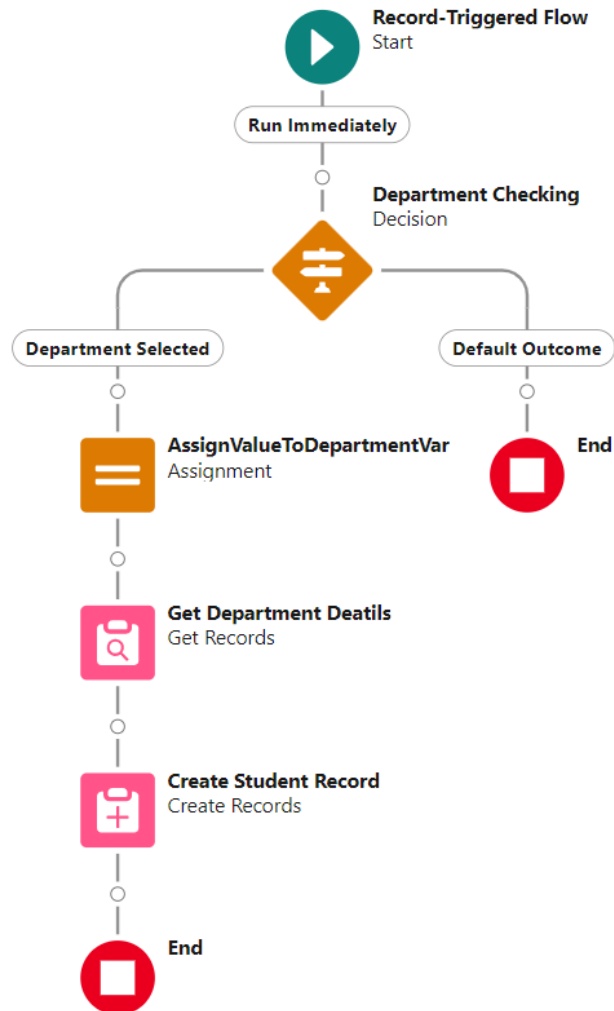 Record-Triggered Flow
Start
Run Immediately
Department Checking
Decision
Department Selected
Default Outcome
AssignValueToDepartmentVar
Assignment
End
Get Department Deatils
Get Records
Create Student Record
Create Records
End